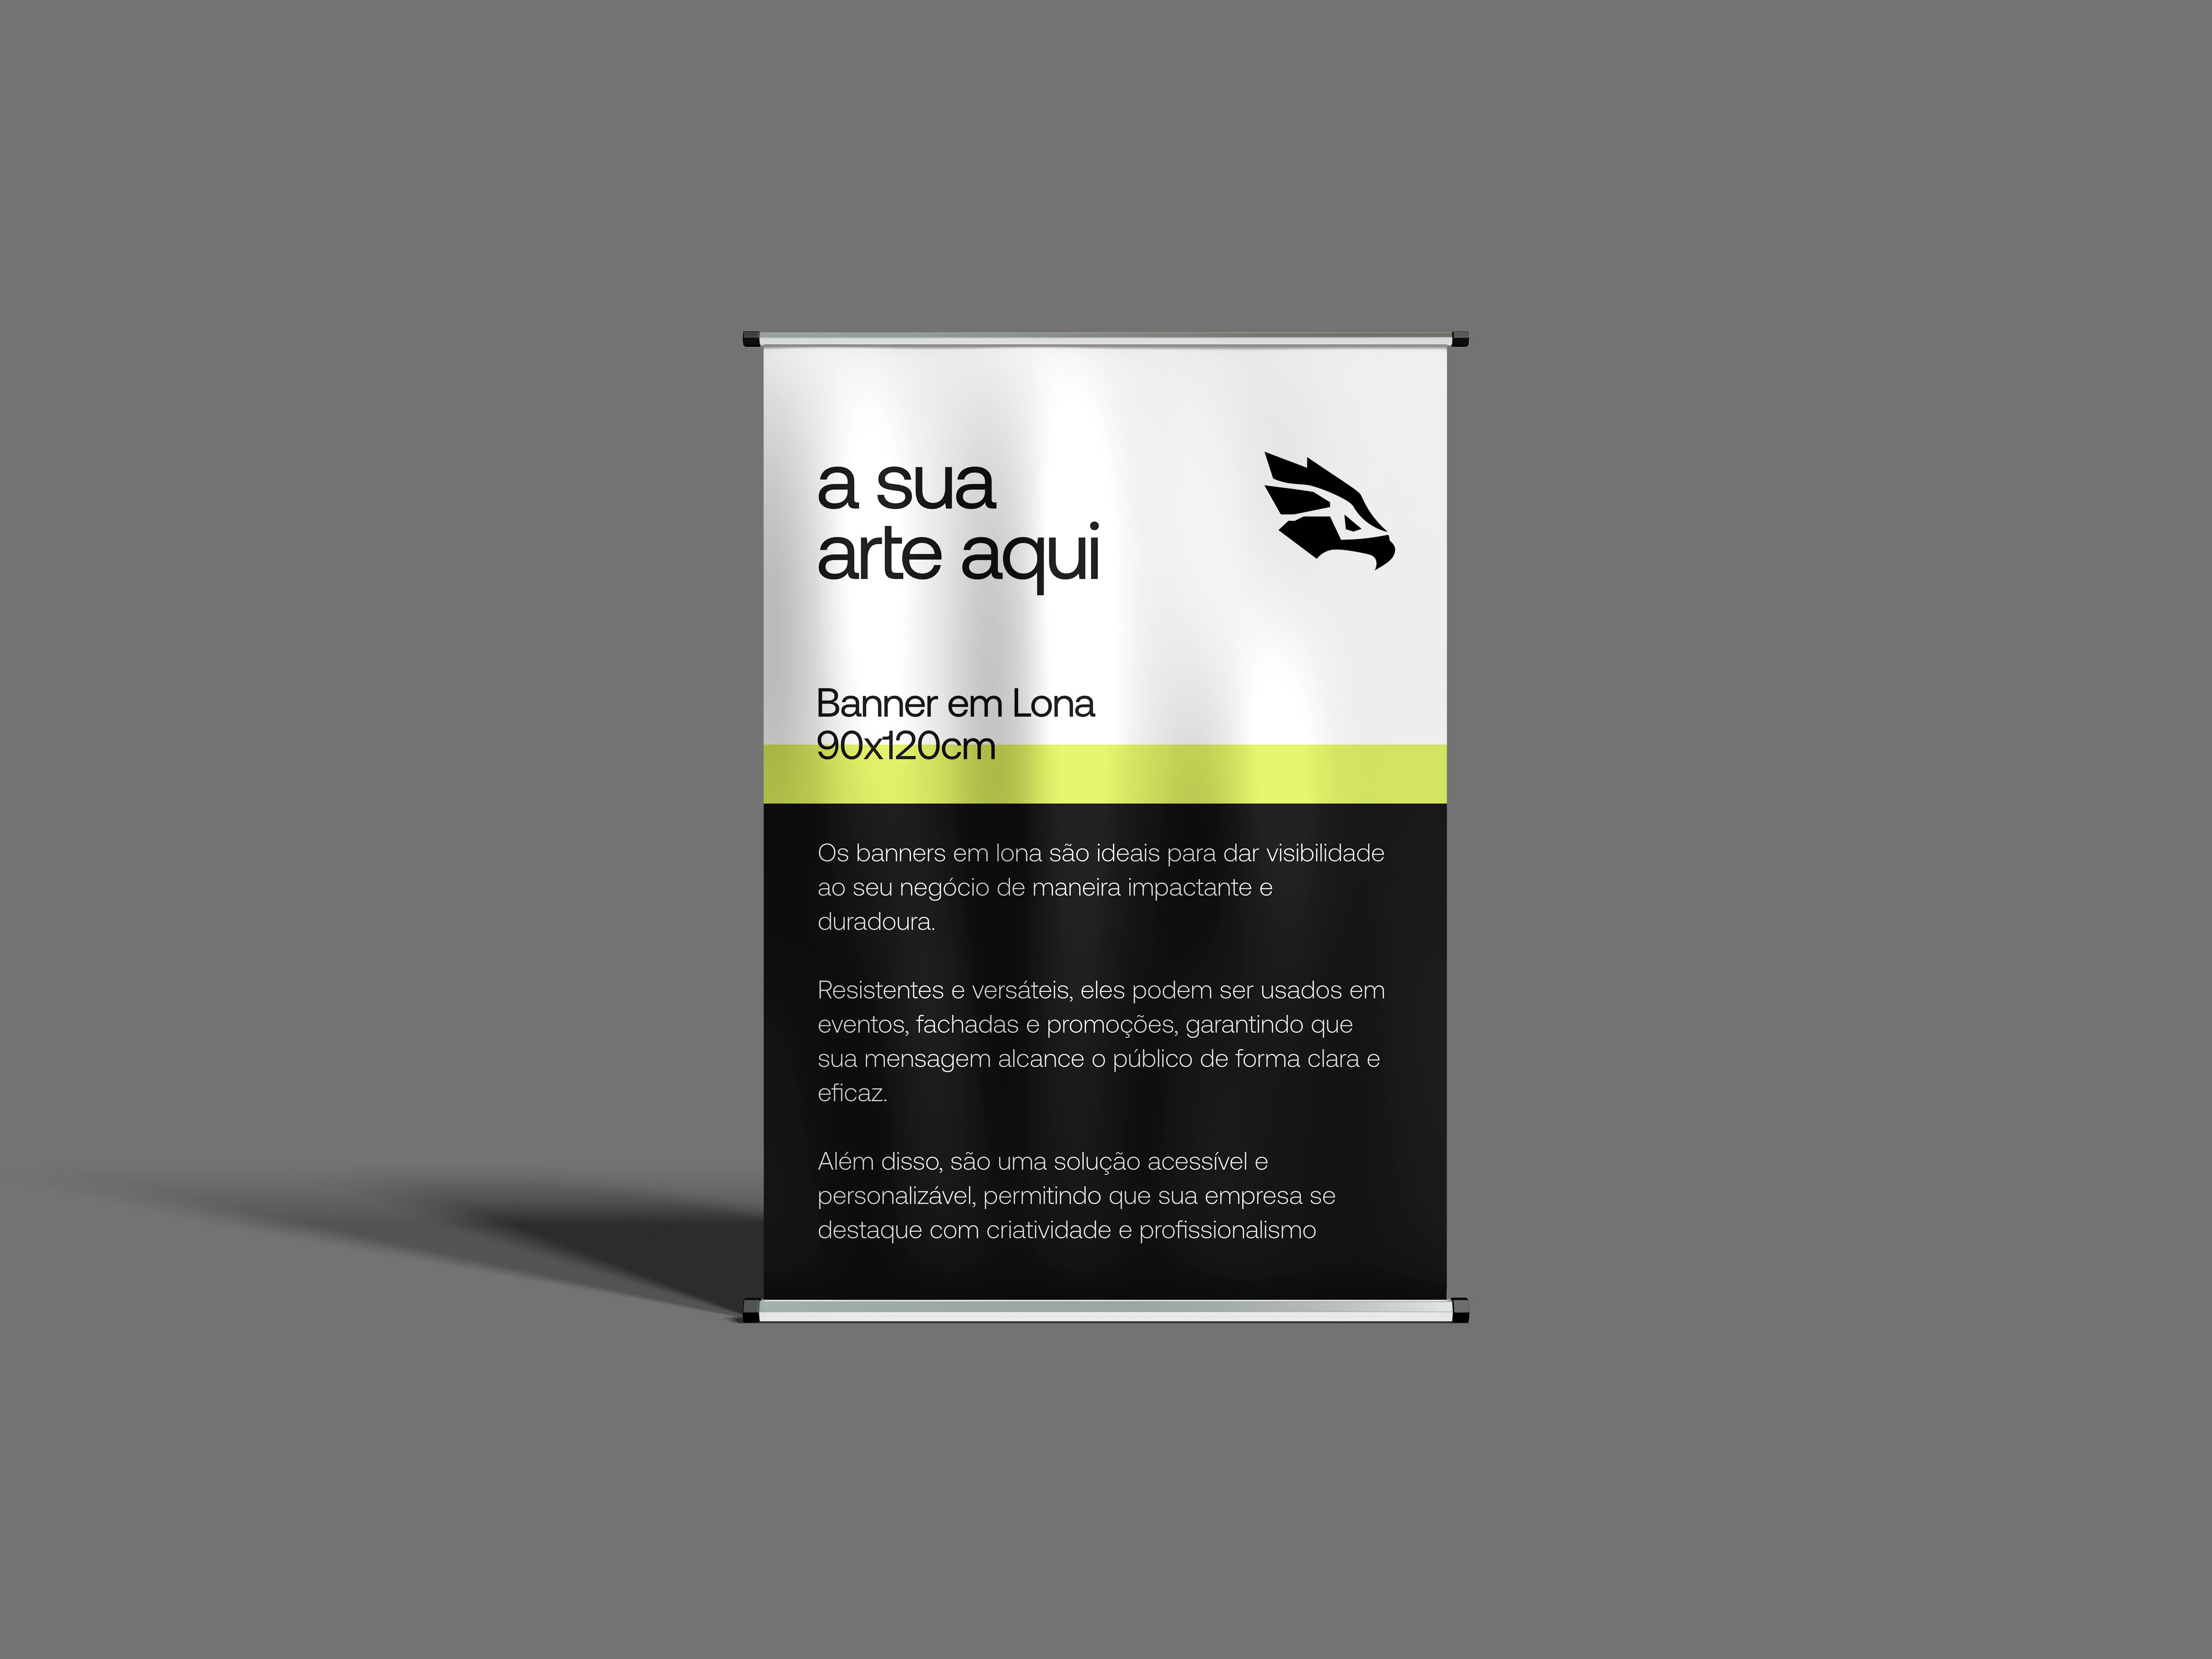 a sua
arte aqui
Banner em Lona
90x120cm
Os banners em lona são ideais para dar visibilidade
ao seu negócio de maneira impactante e
duradoura.
Resistentes e versáteis, eles podem ser usados em
eventos, fachadas e promoções, garantindo que
sua mensagem alcance o público de forma clara e
eficaz.
Além disso, são uma solução acessível e
personalizável, permitindo que sua empresa se
destaque com criatividade e profissionalismo